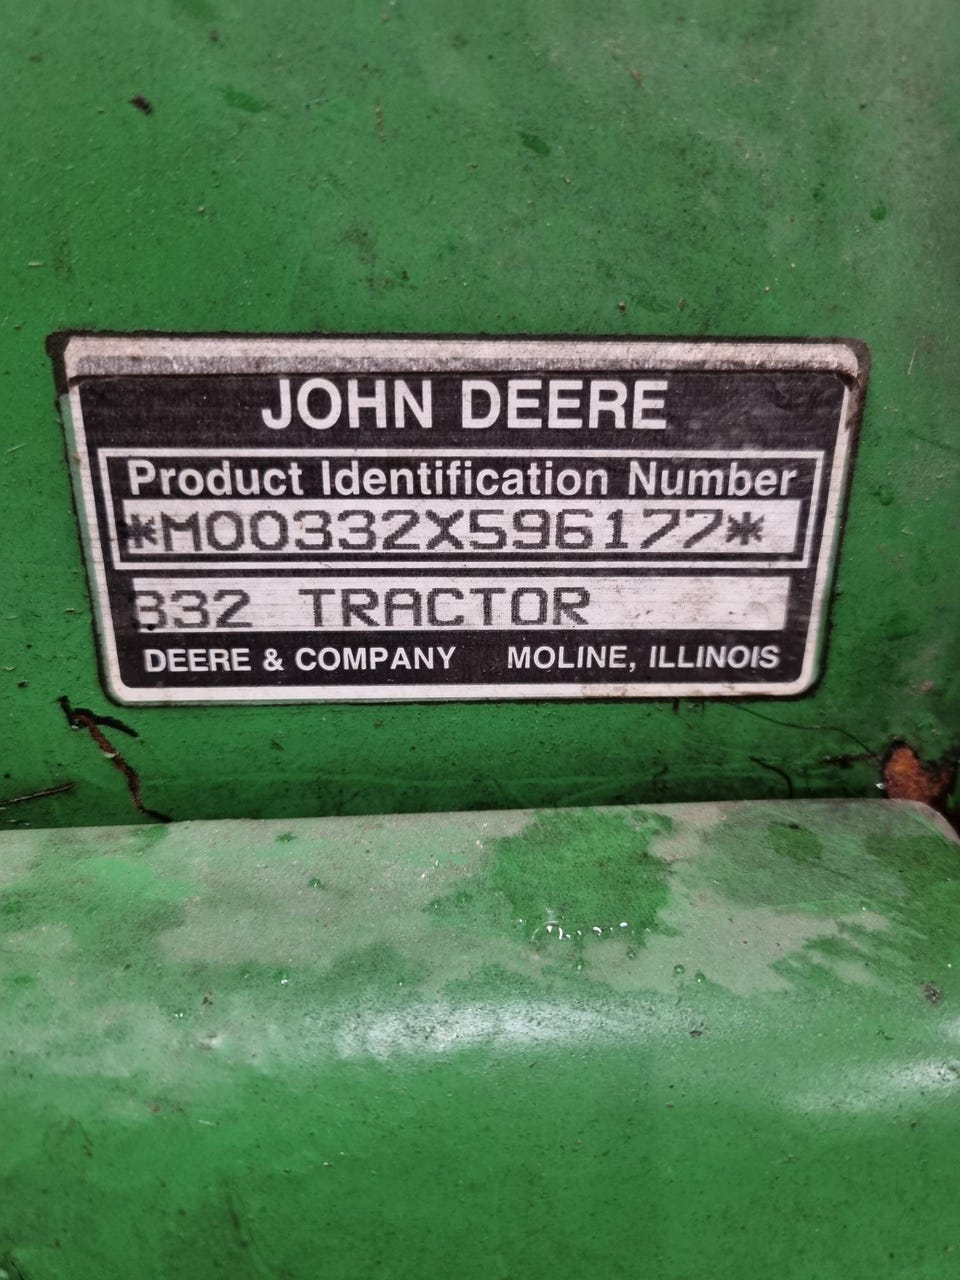 JOHN DEERE
Product Identification Number
*M00332X596177*
332 TRACTOR
DEERE & COMPANY MOLINE, ILLINOIS